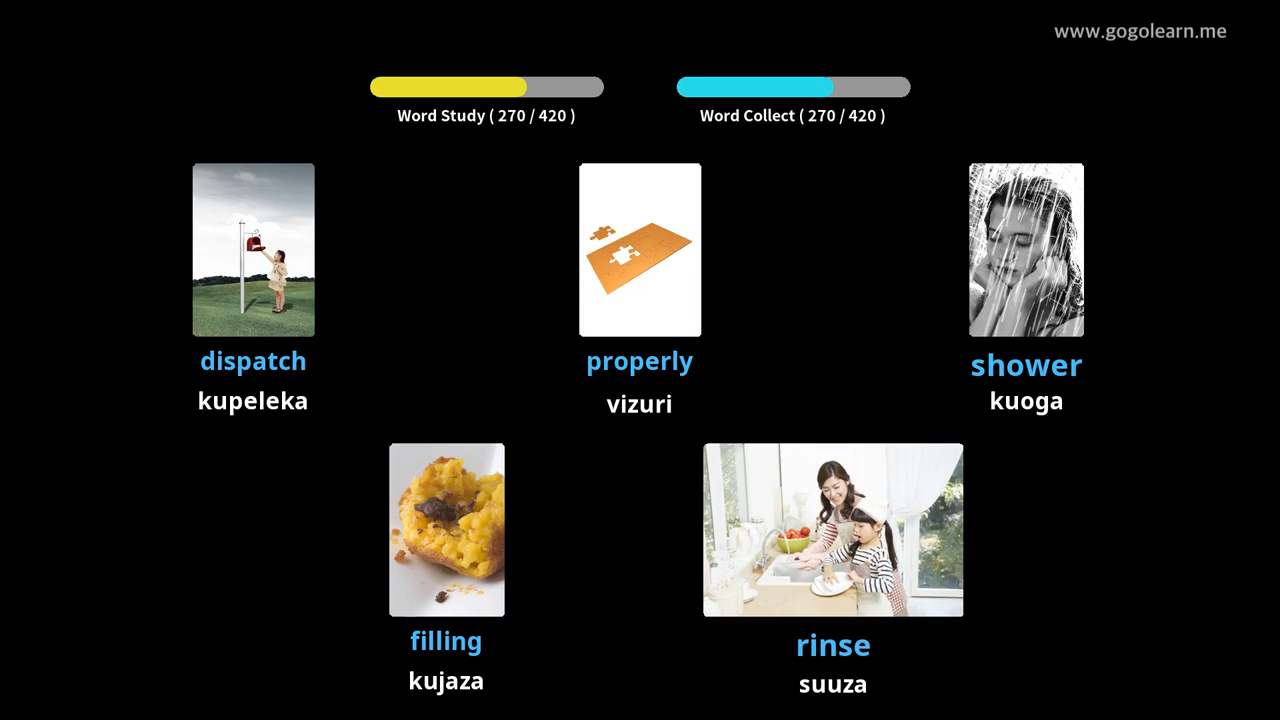 www.gogolearn.me
Word Study ( 270 / 420 )
Word Collect ( 270 / 420 )
dispatch
kupeleka
properly
vizuri
shower
kuoga
filling
kujaza
rinse
suuza